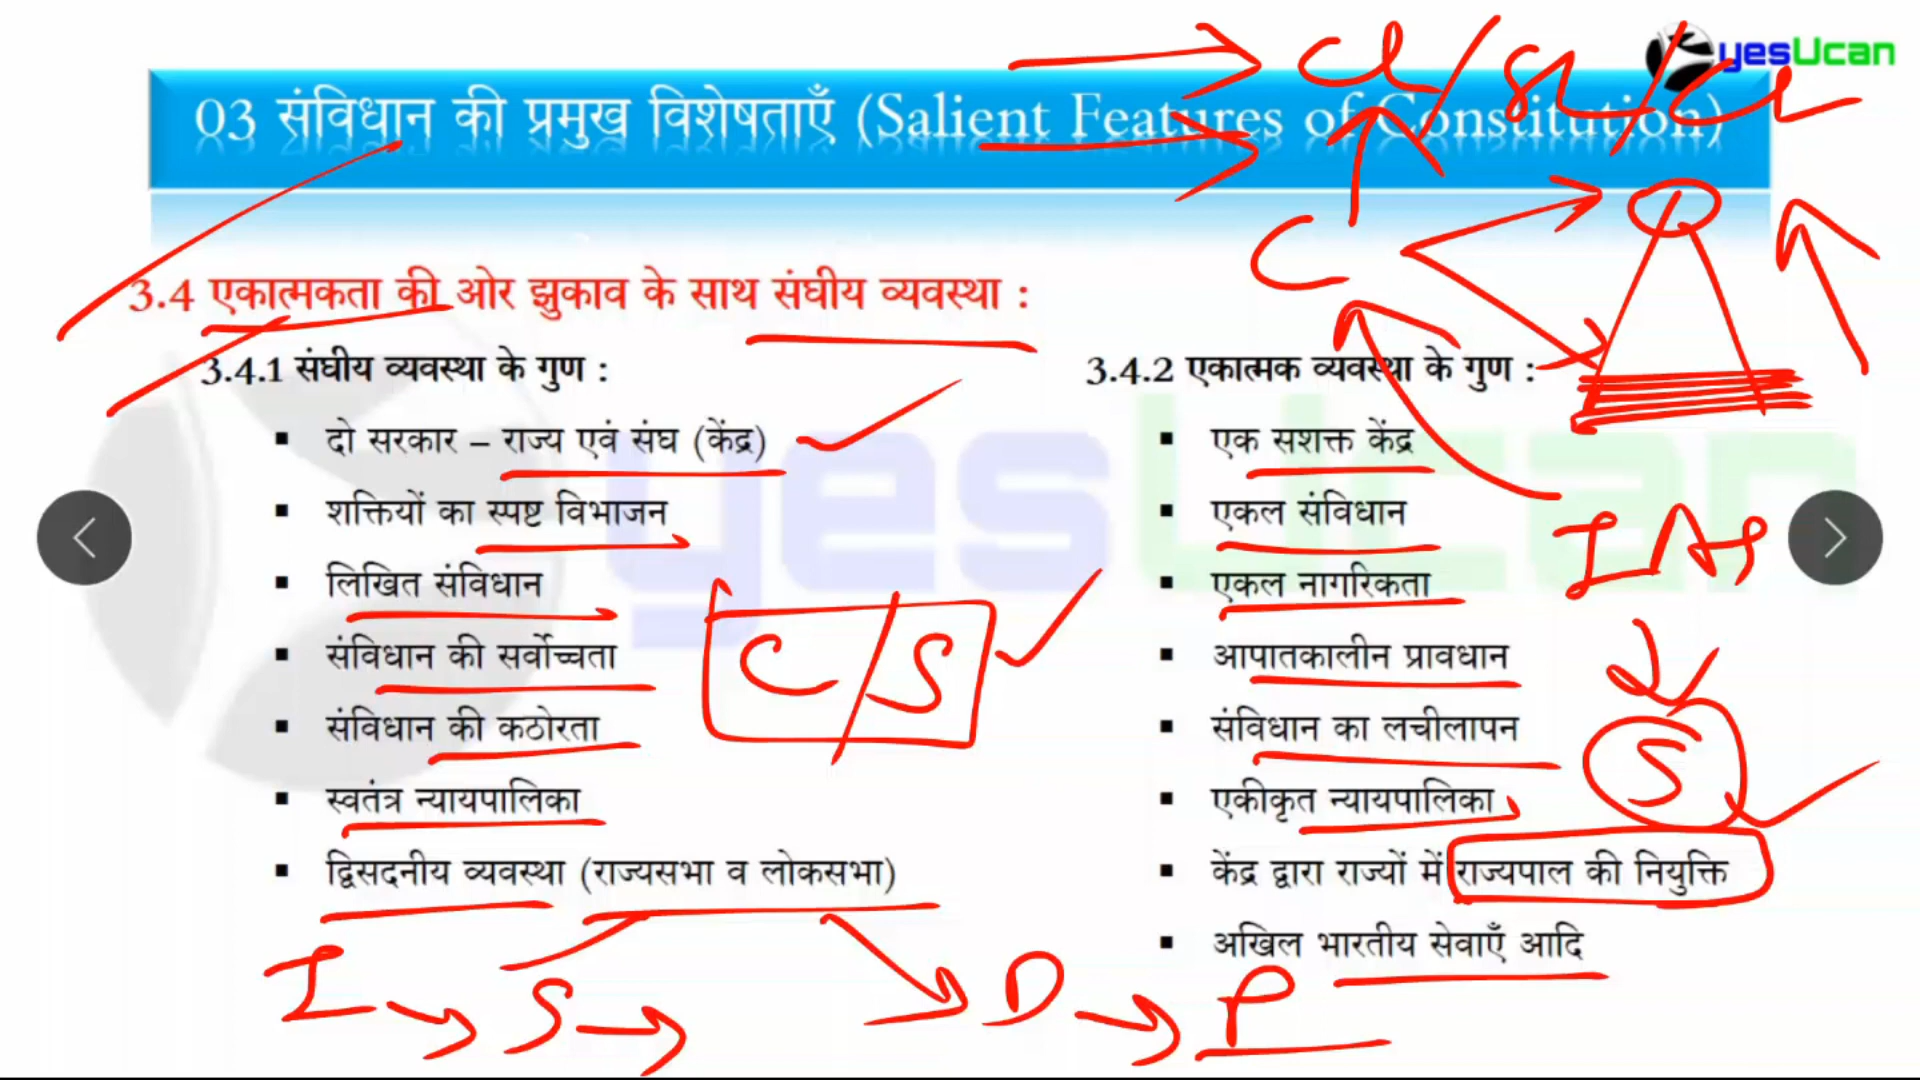 yesUcan
03 संविधान की प्रमुख विशेषताएँ (Salient Features of Constitution)
3.4 एकात्मकता की ओर झुकाव के साथ संघीय व्यवस्था :
3.4.1 संघीय व्यवस्था के गुण :
▪ दो सरकार – राज्य एवं संघ (केंद्र)
▪ शक्तियों का स्पष्ट विभाजन
▪ लिखित संविधान
▪ संविधान की सर्वोच्चता
▪ संविधान की कठोरता
▪ स्वतंत्र न्यायपालिका
▪ द्विसदनीय व्यवस्था (राज्यसभा व लोकसभा)
C/S
I → S →
D → P
3.4.2 एकात्मक व्यवस्था के गुण :
▪ एक सशक्त केंद्र
▪ एकल संविधान
▪ एकल नागरिकता
▪ आपातकालीन प्रावधान
▪ संविधान का लचीलापन
▪ एकीकृत न्यायपालिका
▪ केंद्र द्वारा राज्यों में राज्यपाल की नियुक्ति
▪ अखिल भारतीय सेवाएँ आदि
C
IAS
S
yesUcan